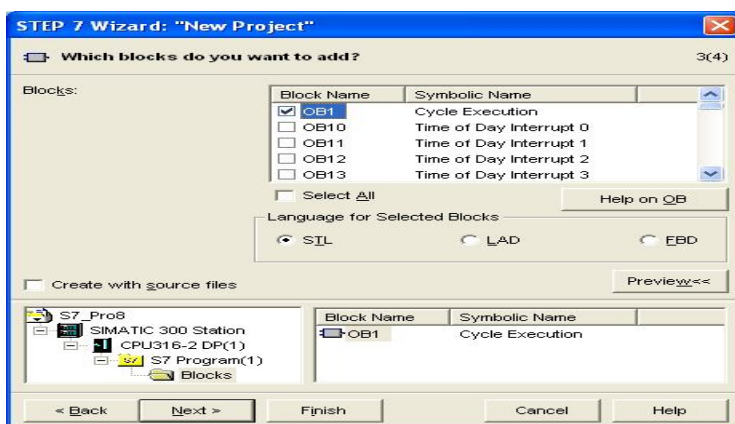 STEP 7 Wizard: "New Project"
Which blocks do you want to add? 3(4)
Blocks:
Block Name Symbolic Name
OB1 Cycle Execution
OB10 Time of Day Interrupt 0
OB11 Time of Day Interrupt 1
OB12 Time of Day Interrupt 2
OB13 Time of Day Interrupt 3
Select All
Help on OB
Language for Selected Blocks
STL LAD FBD
Create with source files
Preview<<
S7_Pro8
SIMATIC 300 Station
CPU316-2 DP(1)
S7 Program(1)
Blocks
Block Name Symbolic Name
OB1 Cycle Execution
< Back Next > Finish Cancel Help